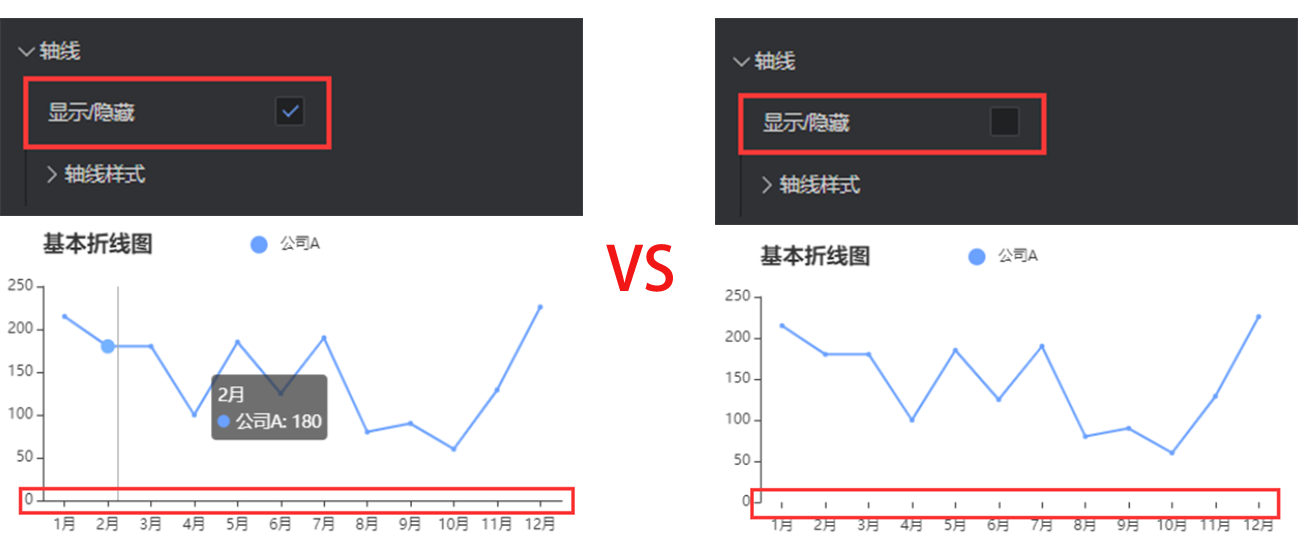 轴线
显示/隐藏
轴线样式
基本折线图
公司A
250
200
150
100
50
0
2月
公司A: 180
1月 2月 3月 4月 5月 6月 7月 8月 9月 10月 11月 12月
VS
轴线
显示/隐藏
轴线样式
基本折线图
公司A
250
200
150
100
50
0
1月 2月 3月 4月 5月 6月 7月 8月 9月 10月 11月 12月